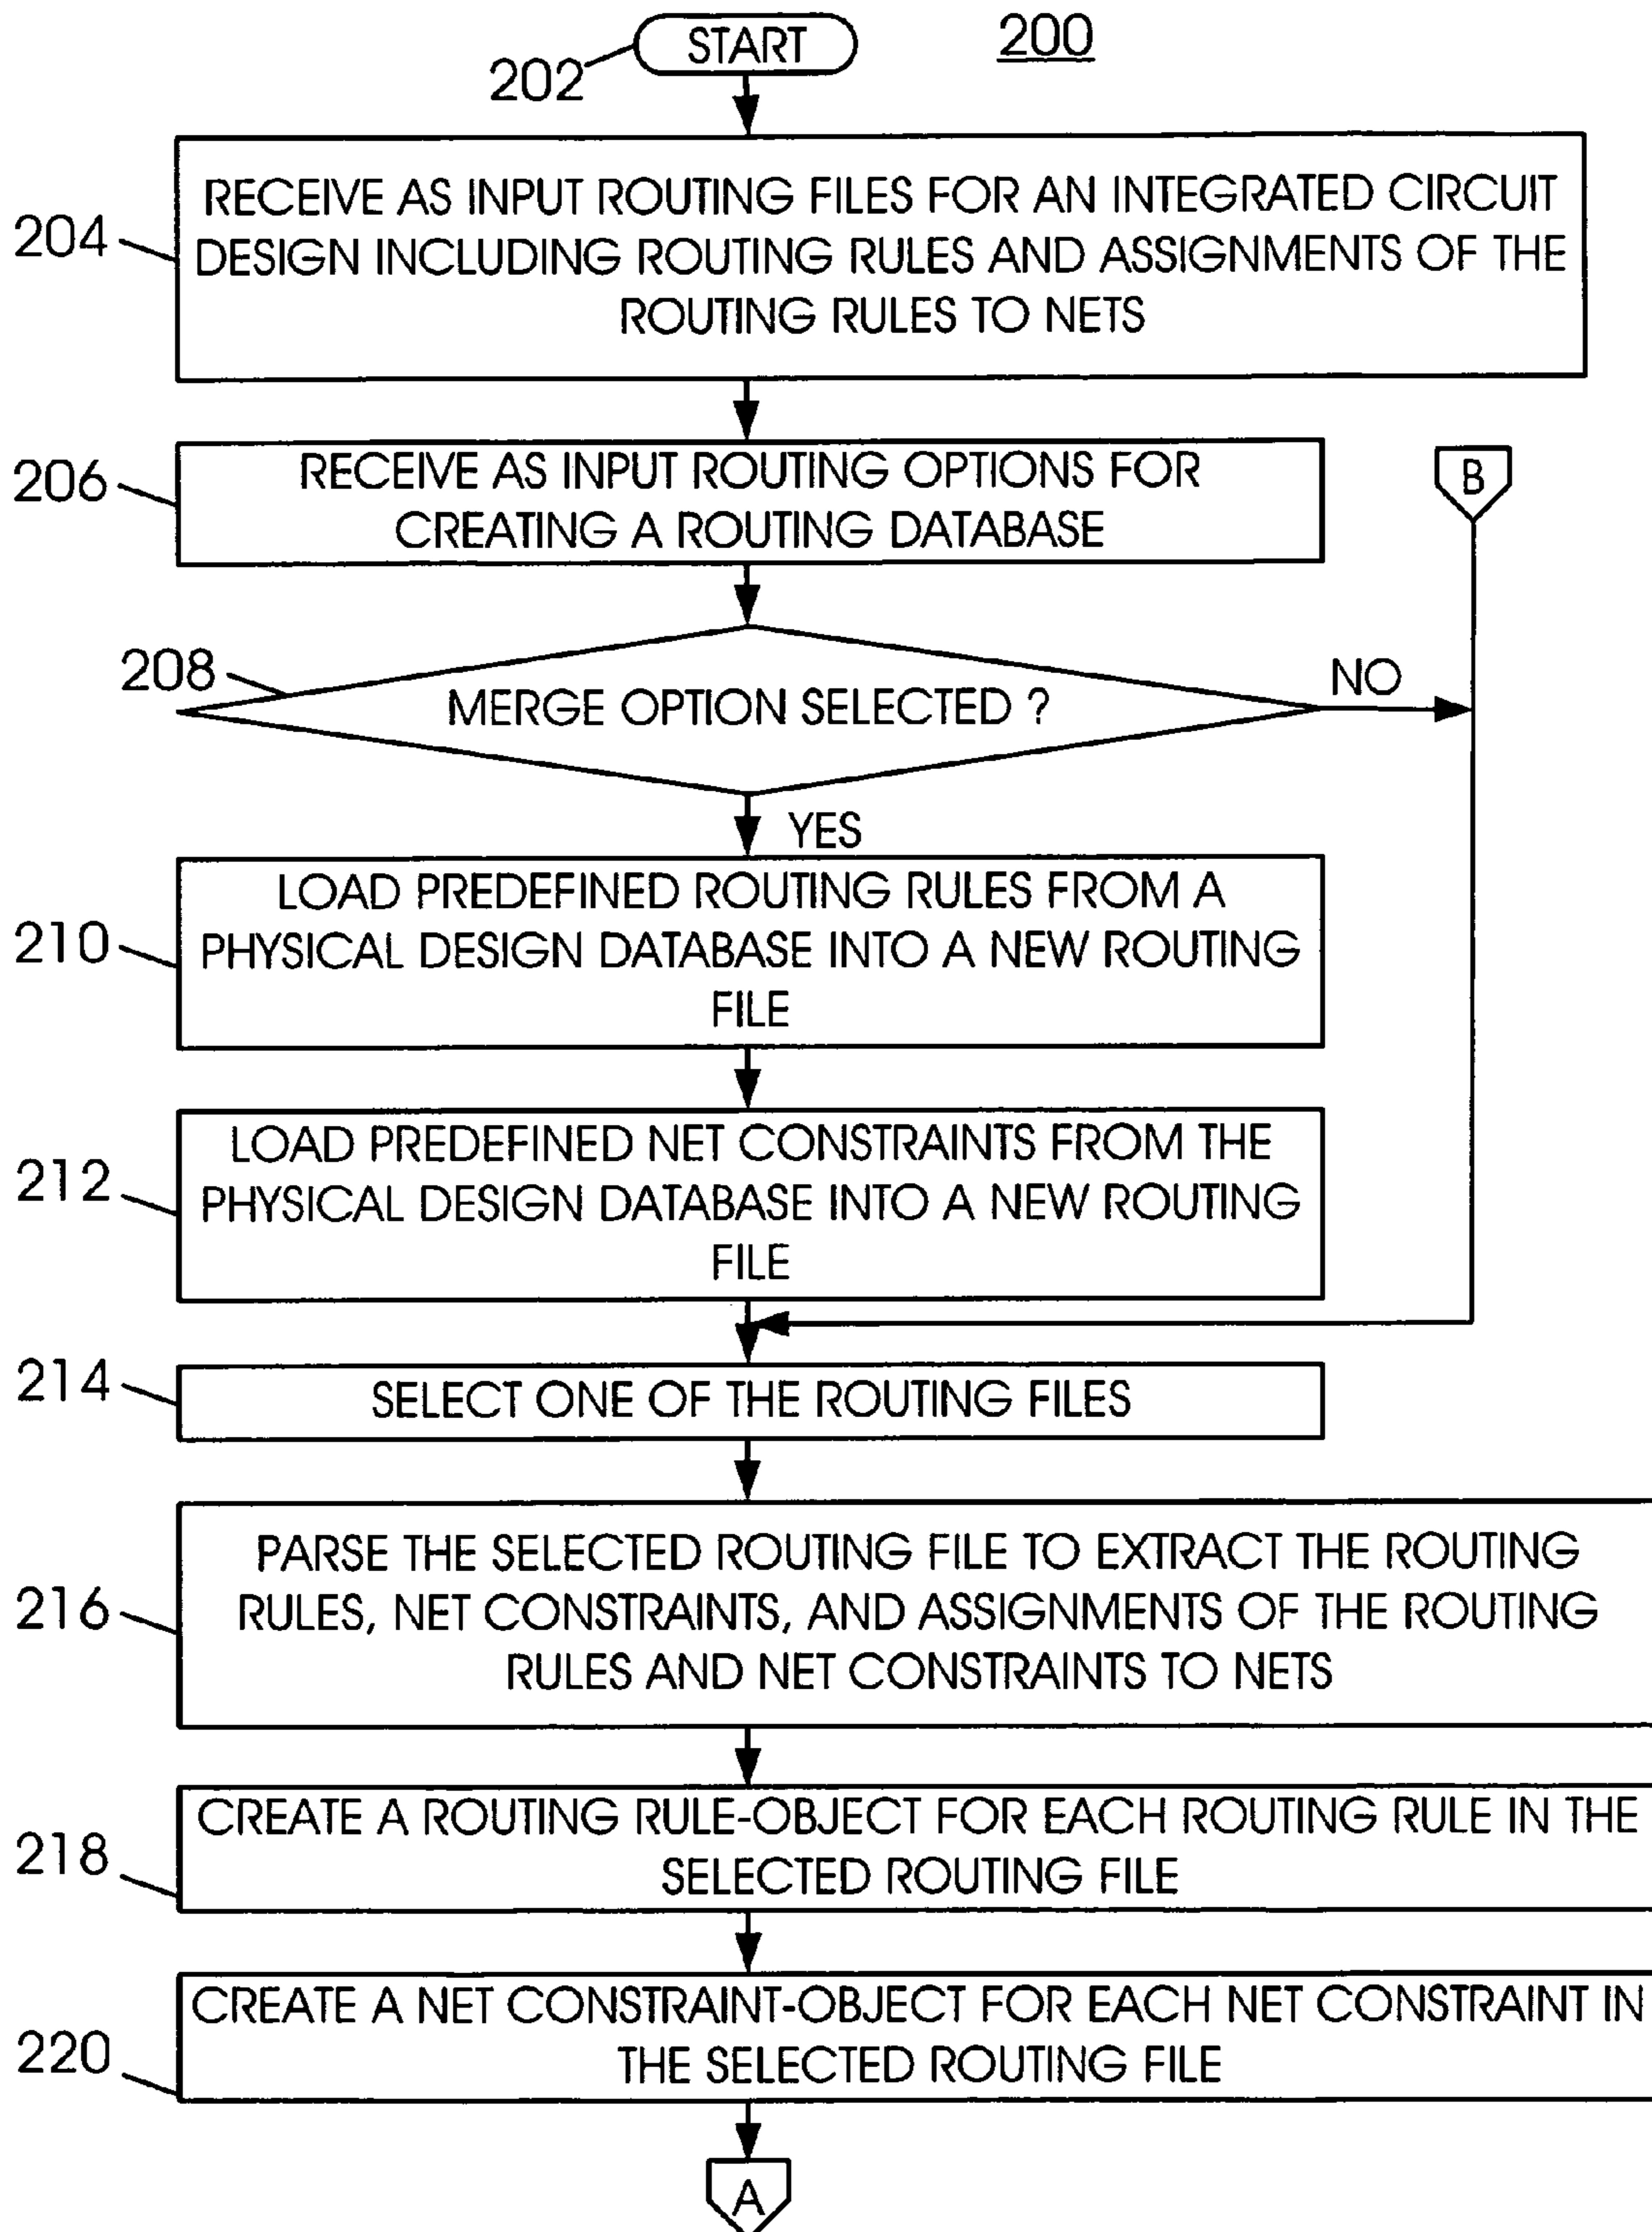 START
200
202
RECEIVE AS INPUT ROUTING FILES FOR AN INTEGRATED CIRCUIT
DESIGN INCLUDING ROUTING RULES AND ASSIGNMENTS OF THE
ROUTING RULES TO NETS
204
RECEIVE AS INPUT ROUTING OPTIONS FOR
CREATING A ROUTING DATABASE
206
B
208
MERGE OPTION SELECTED ?
NO
YES
LOAD PREDEFINED ROUTING RULES FROM A
PHYSICAL DESIGN DATABASE INTO A NEW ROUTING
FILE
210
LOAD PREDEFINED NET CONSTRAINTS FROM THE
PHYSICAL DESIGN DATABASE INTO A NEW ROUTING
FILE
212
214
SELECT ONE OF THE ROUTING FILES
PARSE THE SELECTED ROUTING FILE TO EXTRACT THE ROUTING
RULES, NET CONSTRAINTS, AND ASSIGNMENTS OF THE ROUTING
RULES AND NET CONSTRAINTS TO NETS
216
CREATE A ROUTING RULE-OBJECT FOR EACH ROUTING RULE IN THE
SELECTED ROUTING FILE
218
CREATE A NET CONSTRAINT-OBJECT FOR EACH NET CONSTRAINT IN
THE SELECTED ROUTING FILE
220
A